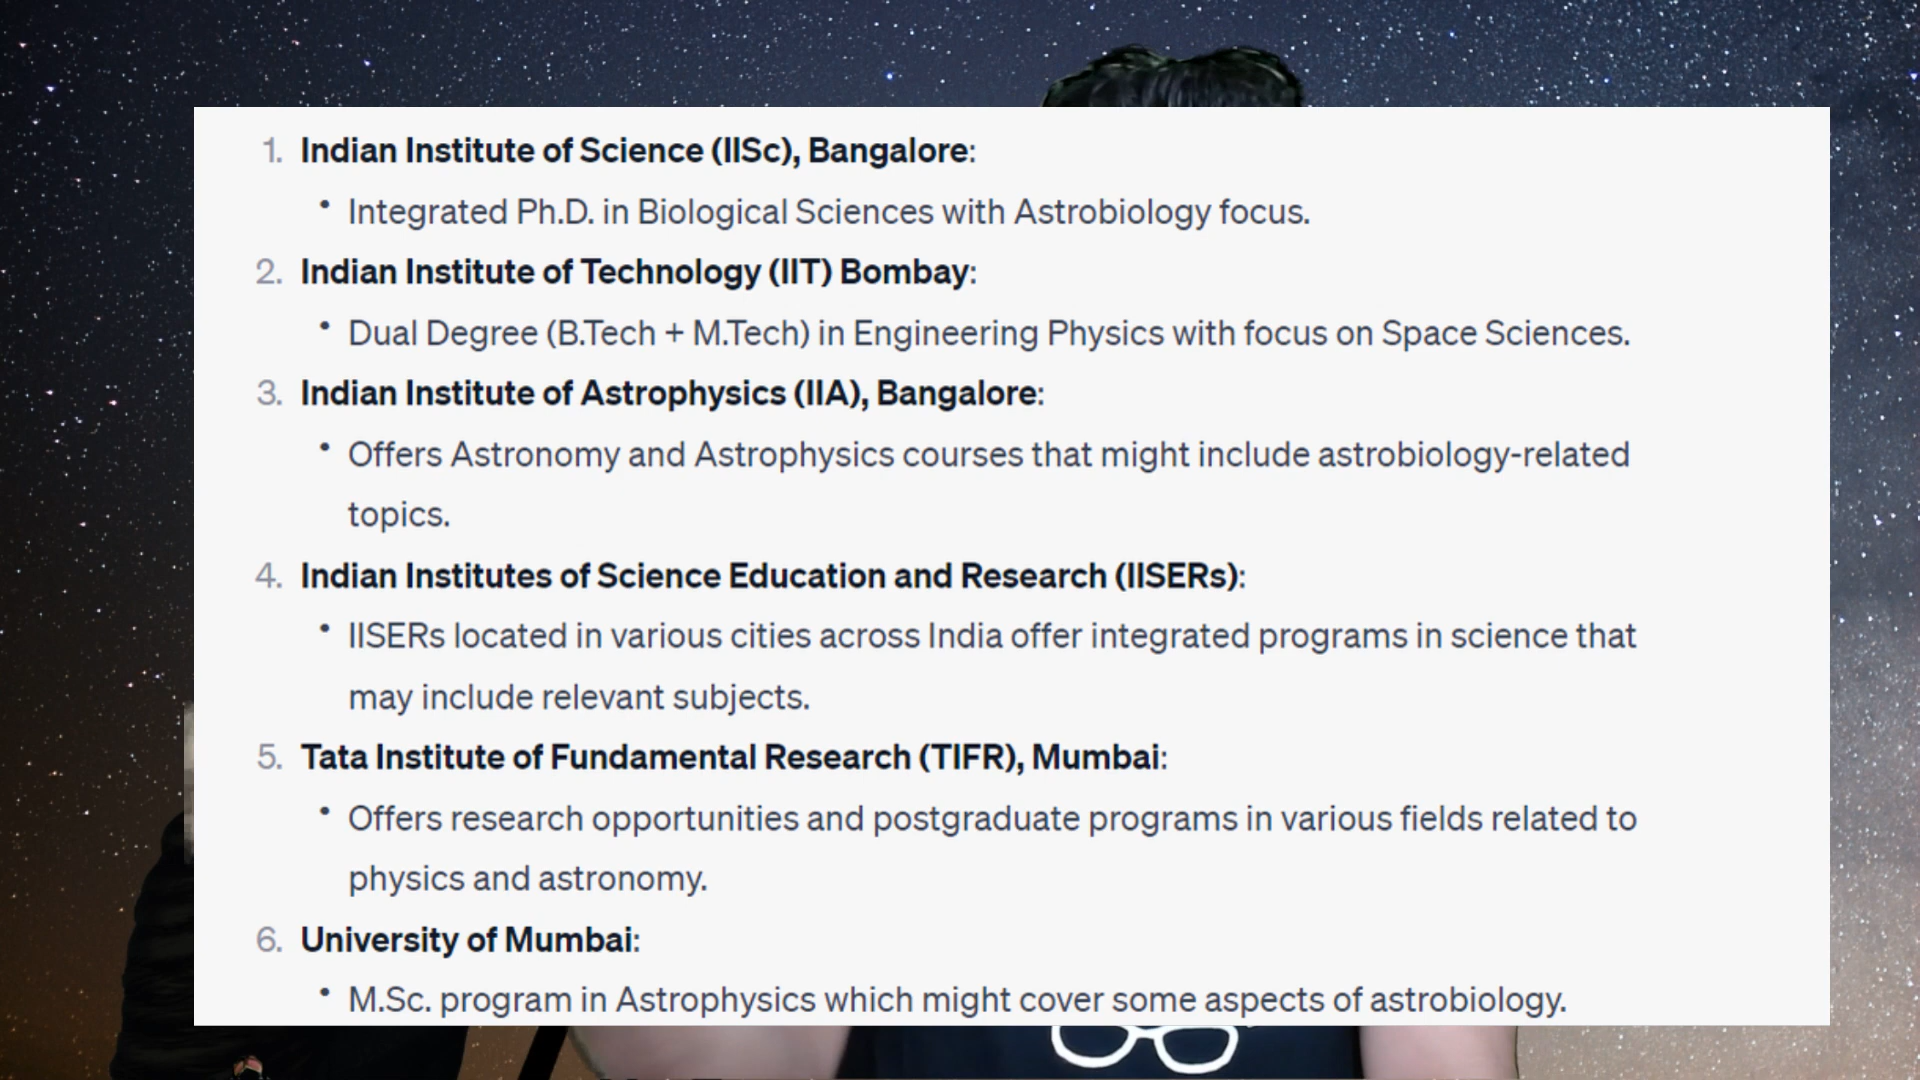 1. Indian Institute of Science (IISc), Bangalore:
• Integrated Ph.D. in Biological Sciences with Astrobiology focus.
2. Indian Institute of Technology (IIT) Bombay:
• Dual Degree (B.Tech + M.Tech) in Engineering Physics with focus on Space Sciences.
3. Indian Institute of Astrophysics (IIA), Bangalore:
• Offers Astronomy and Astrophysics courses that might include astrobiology-related
topics.
4. Indian Institutes of Science Education and Research (IISERs):
• IISERs located in various cities across India offer integrated programs in science that
may include relevant subjects.
5. Tata Institute of Fundamental Research (TIFR), Mumbai:
• Offers research opportunities and postgraduate programs in various fields related to
physics and astronomy.
6. University of Mumbai:
• M.Sc. program in Astrophysics which might cover some aspects of astrobiology.